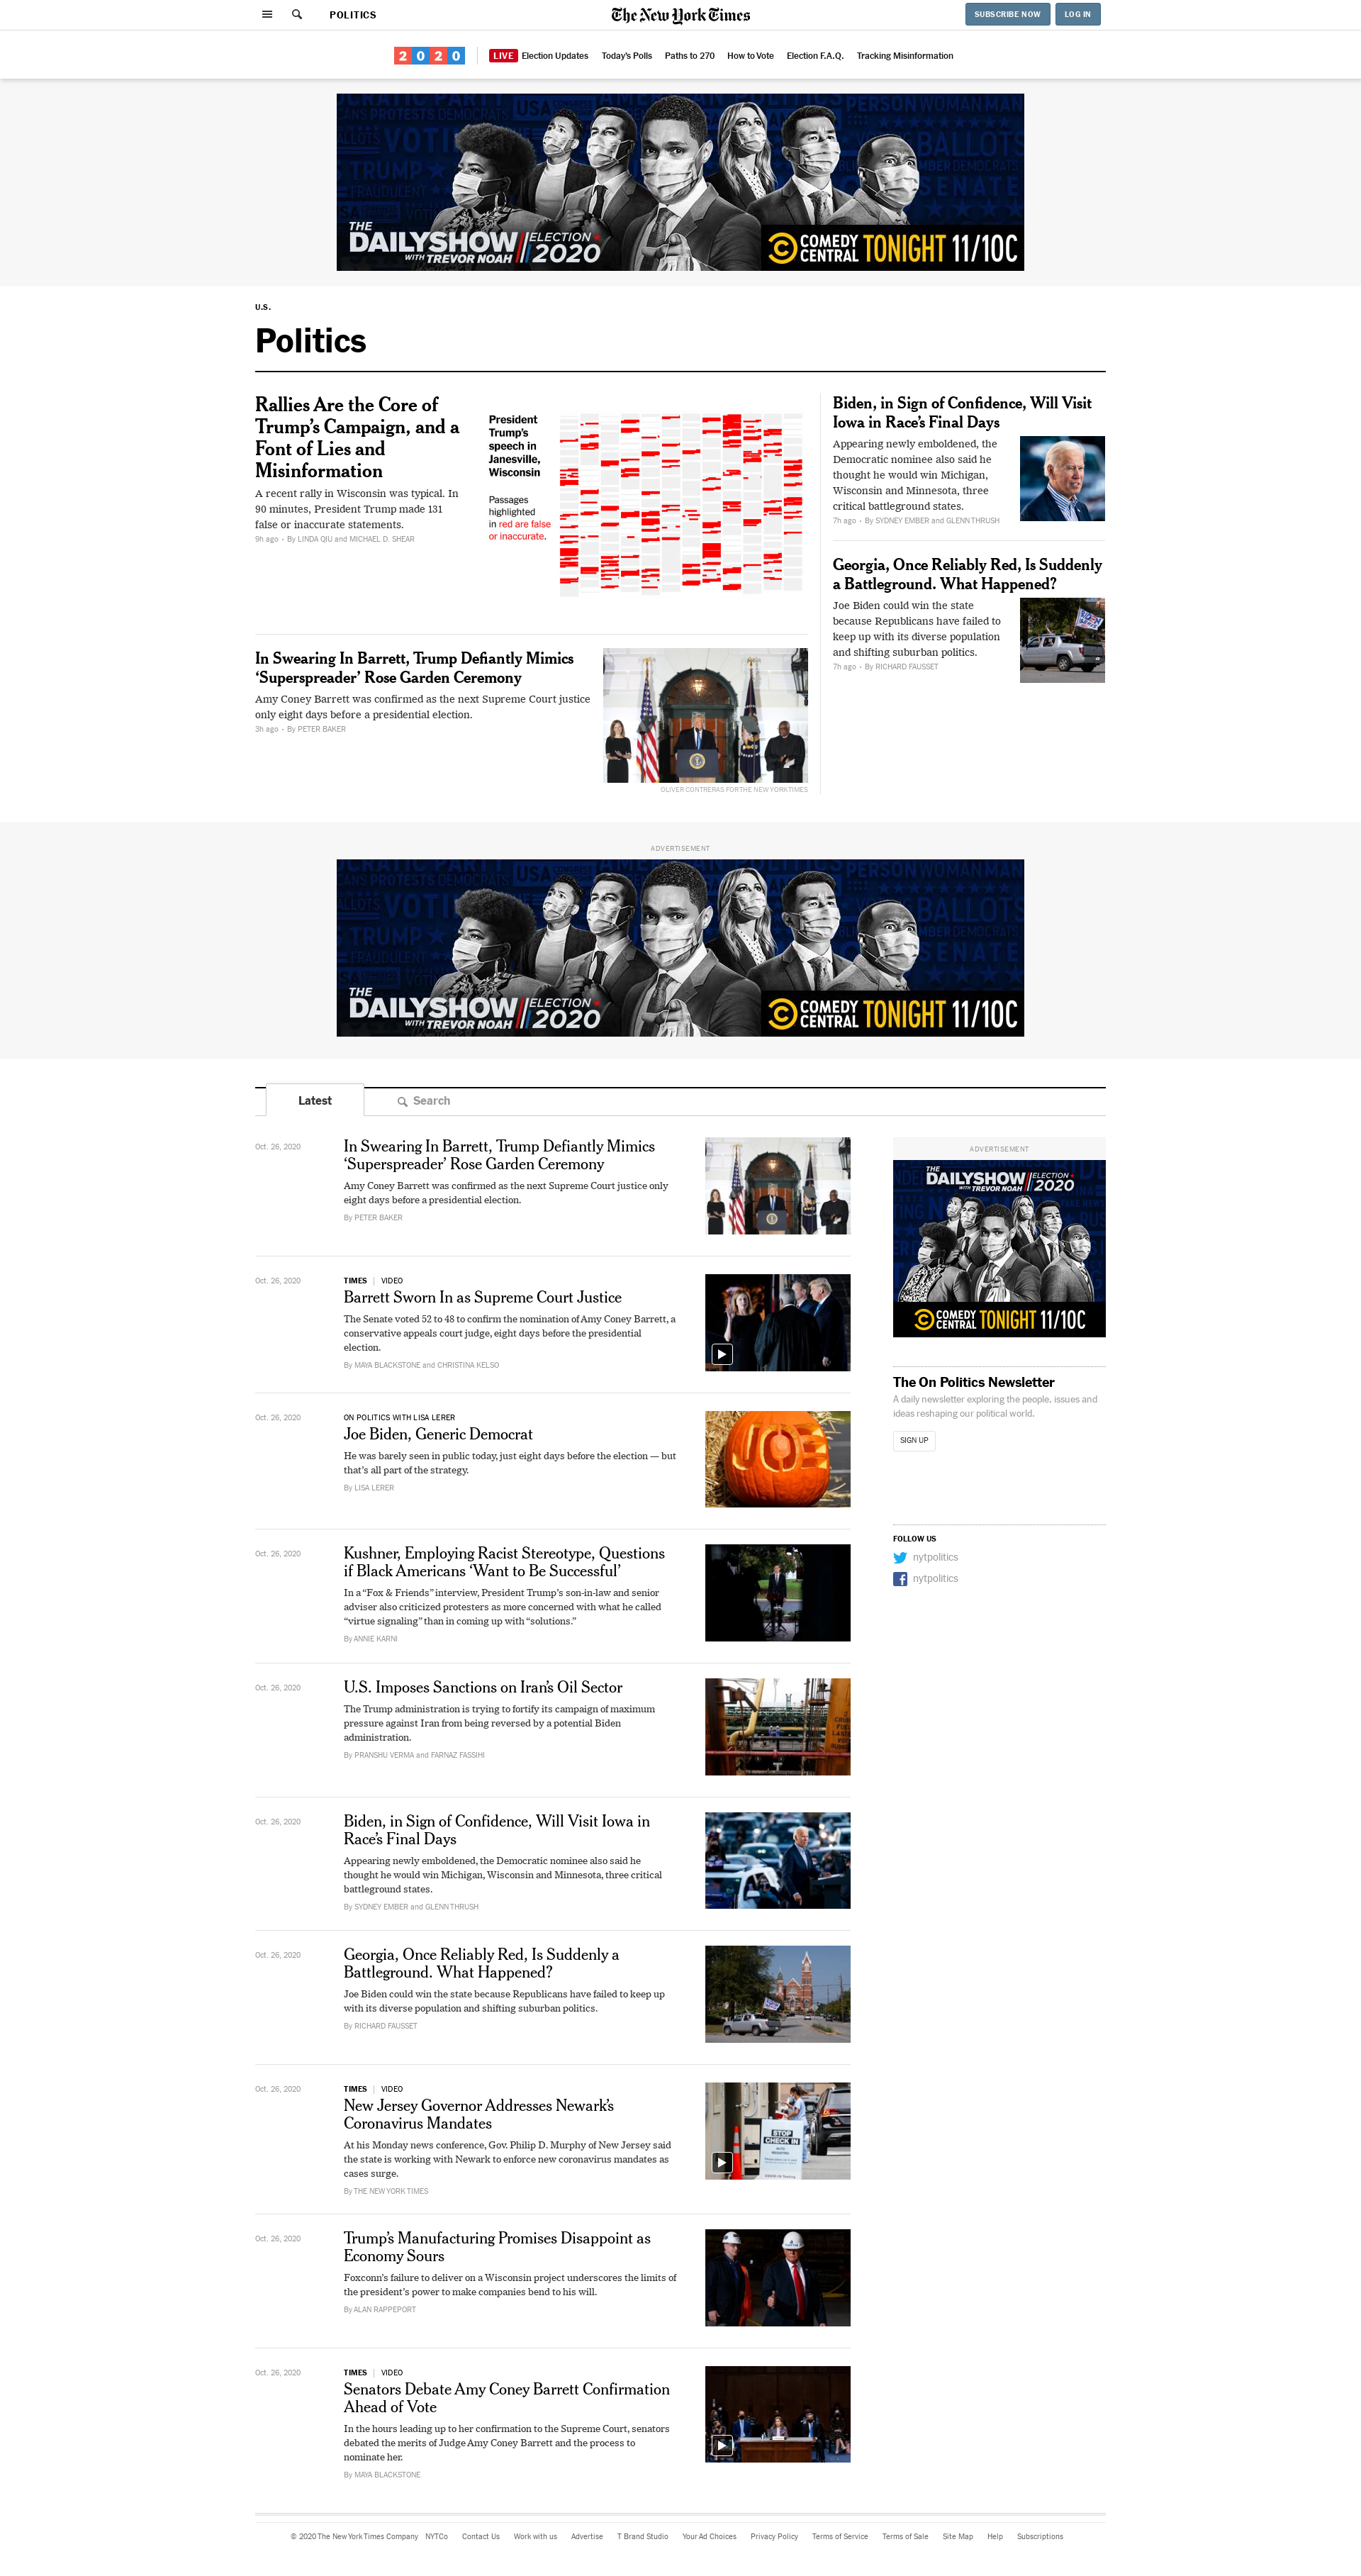 POLITICS
The New York Times
SUBSCRIBE NOW
LOG IN
2020
LIVE Election Updates
Today's Polls
Paths to 270
How to Vote
Election F.A.Q.
Tracking Misinformation
THE
DAILYSHOW
WITH TREVOR NOAH
ELECTION
2020
COMEDY
CENTRAL
TONIGHT 11/10C
U.S.
Politics
Rallies Are the Core of
Trump's Campaign, and a
Font of Lies and
Misinformation
A recent rally in Wisconsin was typical. In
90 minutes, President Trump made 131
false or inaccurate statements.
9h ago • By LINDA QIU and MICHAEL D. SHEAR
President
Trump's
speech in
Janesville,
Wisconsin
Passages
highlighted
in red are false
or inaccurate.
In Swearing In Barrett, Trump Defiantly Mimics
‘Superspreader’ Rose Garden Ceremony
Amy Coney Barrett was confirmed as the next Supreme Court justice
only eight days before a presidential election.
3h ago • By PETER BAKER
OLIVER CONTRERAS FOR THE NEW YORK TIMES
Biden, in Sign of Confidence, Will Visit
Iowa in Race’s Final Days
Appearing newly emboldened, the
Democratic nominee also said he
thought he would win Michigan,
Wisconsin and Minnesota, three
critical battleground states.
7h ago • By SYDNEY EMBER and GLENN THRUSH
Georgia, Once Reliably Red, Is Suddenly
a Battleground. What Happened?
Joe Biden could win the state
because Republicans have failed to
keep up with its diverse population
and shifting suburban politics.
7h ago • By RICHARD FAUSSET
ADVERTISEMENT
THE
DAILYSHOW
WITH TREVOR NOAH
ELECTION
2020
COMEDY
CENTRAL
TONIGHT 11/10C
Latest
Search
Oct. 26, 2020
In Swearing In Barrett, Trump Defiantly Mimics
‘Superspreader’ Rose Garden Ceremony
Amy Coney Barrett was confirmed as the next Supreme Court justice only
eight days before a presidential election.
By PETER BAKER
Oct. 26, 2020
TIMES | VIDEO
Barrett Sworn In as Supreme Court Justice
The Senate voted 52 to 48 to confirm the nomination of Amy Coney Barrett, a
conservative appeals court judge, eight days before the presidential
election.
By MAYA BLACKSTONE and CHRISTINA KELSO
Oct. 26, 2020
ON POLITICS WITH LISA LERER
Joe Biden, Generic Democrat
He was barely seen in public today, just eight days before the election — but
that’s all part of the strategy.
By LISA LERER
JOE
Oct. 26, 2020
Kushner, Employing Racist Stereotype, Questions
if Black Americans ‘Want to Be Successful’
In a “Fox & Friends” interview, President Trump’s son-in-law and senior
adviser also criticized protesters as more concerned with what he called
“virtue signaling” than in coming up with “solutions.”
By ANNIE KARNI
Oct. 26, 2020
U.S. Imposes Sanctions on Iran’s Oil Sector
The Trump administration is trying to fortify its campaign of maximum
pressure against Iran from being reversed by a potential Biden
administration.
By PRANSHU VERMA and FARNAZ FASSIHI
Oct. 26, 2020
Biden, in Sign of Confidence, Will Visit Iowa in
Race’s Final Days
Appearing newly emboldened, the Democratic nominee also said he
thought he would win Michigan, Wisconsin and Minnesota, three critical
battleground states.
By SYDNEY EMBER and GLENN THRUSH
Oct. 26, 2020
Georgia, Once Reliably Red, Is Suddenly a
Battleground. What Happened?
Joe Biden could win the state because Republicans have failed to keep up
with its diverse population and shifting suburban politics.
By RICHARD FAUSSET
Oct. 26, 2020
TIMES | VIDEO
New Jersey Governor Addresses Newark’s
Coronavirus Mandates
At his Monday news conference, Gov. Philip D. Murphy of New Jersey said
the state is working with Newark to enforce new coronavirus mandates as
cases surge.
By THE NEW YORK TIMES
STOP
CHECK IN
Oct. 26, 2020
Trump’s Manufacturing Promises Disappoint as
Economy Sours
Foxconn’s failure to deliver on a Wisconsin project underscores the limits of
the president’s power to make companies bend to his will.
By ALAN RAPPEPORT
Oct. 26, 2020
TIMES | VIDEO
Senators Debate Amy Coney Barrett Confirmation
Ahead of Vote
In the hours leading up to her confirmation to the Supreme Court, senators
debated the merits of Judge Amy Coney Barrett and the process to
nominate her.
By MAYA BLACKSTONE
ADVERTISEMENT
THE
DAILYSHOW
WITH TREVOR NOAH
ELECTION
2020
COMEDY
CENTRAL
TONIGHT 11/10C
The On Politics Newsletter
A daily newsletter exploring the people, issues and
ideas reshaping our political world.
SIGN UP
FOLLOW US
nytpolitics
nytpolitics
© 2020 The New York Times Company
NYTCo
Contact Us
Work with us
Advertise
T Brand Studio
Your Ad Choices
Privacy Policy
Terms of Service
Terms of Sale
Site Map
Help
Subscriptions